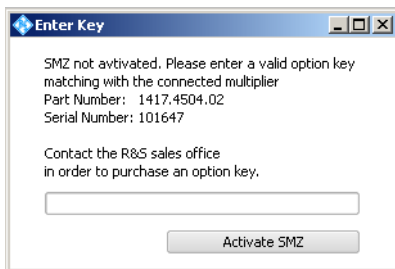 Enter Key
SMZ not avtivated. Please enter a valid option key
matching with the connected multiplier
Part Number: 1417.4504.02
Serial Number: 101647
Contact the R&S sales office
in order to purchase an option key.
Activate SMZ